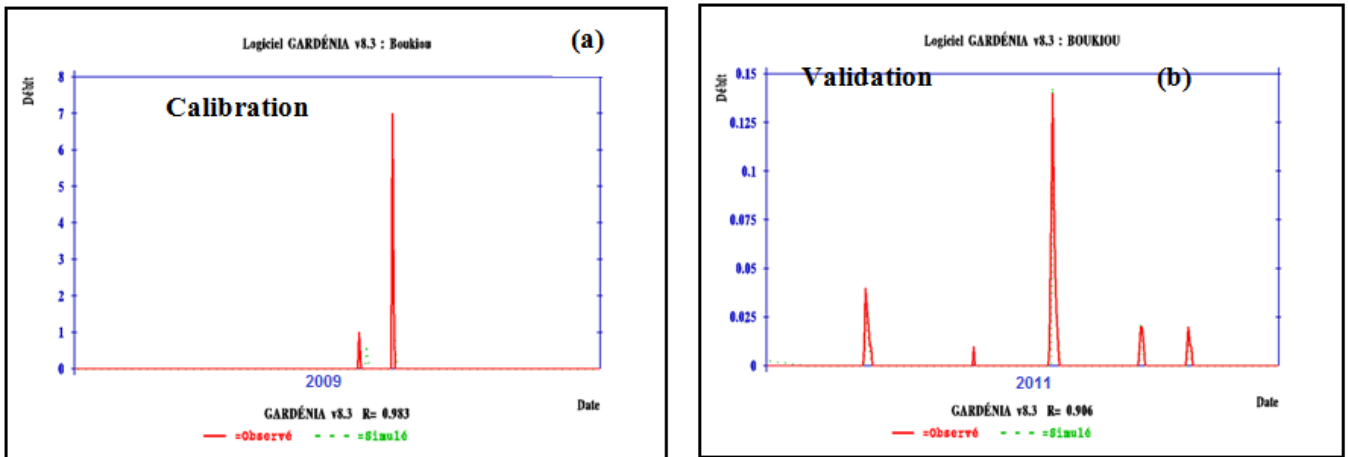 Logiciel GARDÉNIA v8.3 : Boukiou
(a)
Débit
Calibration
8
7
6
5
4
3
2
1
0
2009
Date
GARDÉNIA v8.3 R= 0.983
=Observé =Simulé
Logiciel GARDÉNIA v8.3 : BOUKIOU
Validation
(b)
Débit
0.15
0.125
0.1
0.075
0.05
0.025
0
2011
Date
GARDÉNIA v8.3 R= 0.906
=Observé =Simulé